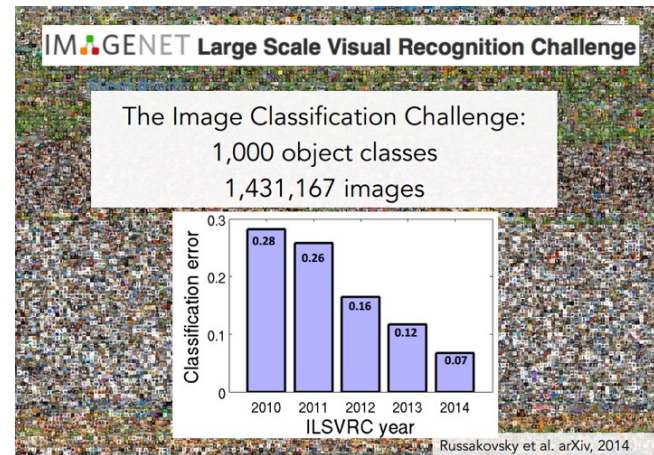 IMAGENET Large Scale Visual Recognition Challenge
The Image Classification Challenge:
1,000 object classes
1,431,167 images
Classification error
0.3
0.2
0.1
0
0.28
0.26
0.16
0.12
0.07
2010 2011 2012 2013 2014
ILSVRC year
Russakovsky et al. arXiv, 2014